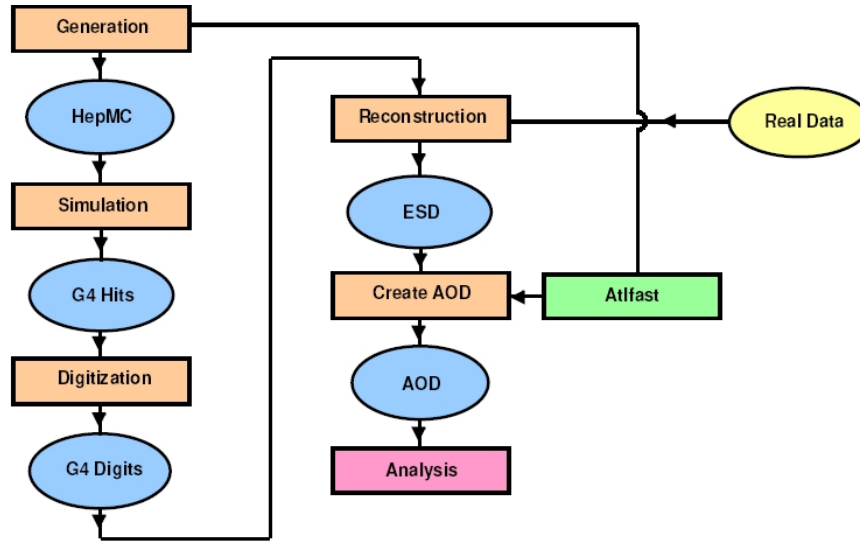 Generation
HepMC
Simulation
G4 Hits
Digitization
G4 Digits
Reconstruction
Real Data
ESD
Create AOD
Atlfast
AOD
Analysis